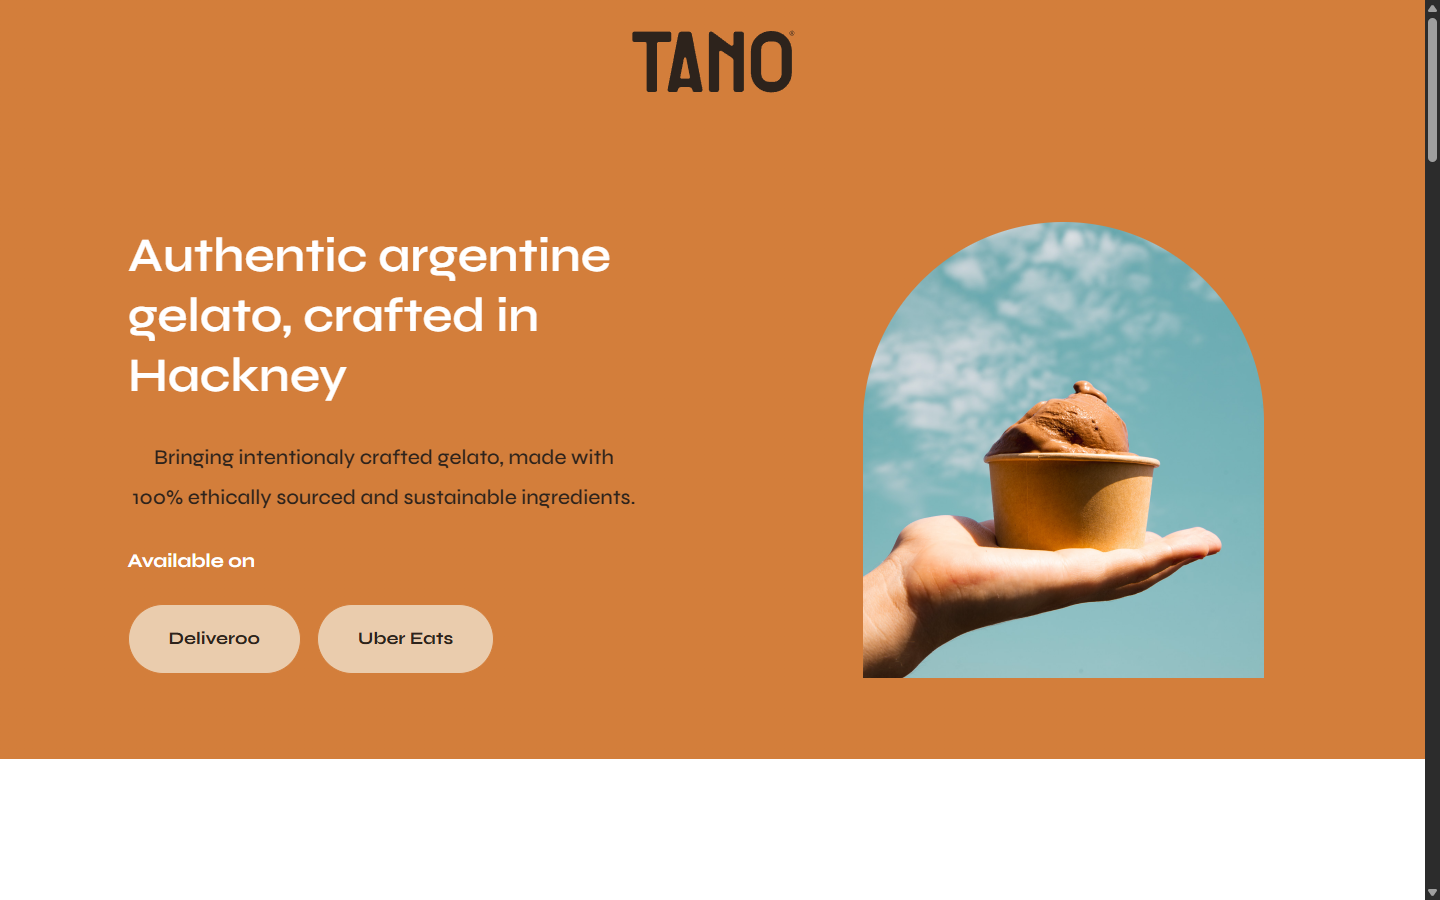 TANO®
Authentic argentine
gelato, crafted in
Hackney
Bringing intentionaly crafted gelato, made with
100% ethically sourced and sustainable ingredients.
Available on
Deliveroo
Uber Eats